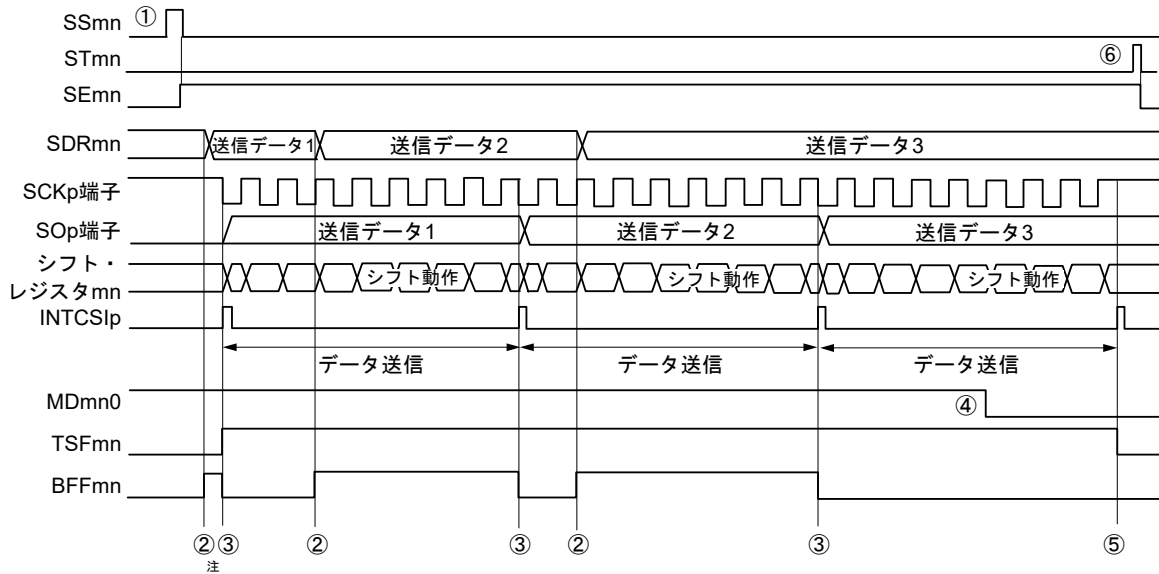 SSmn ①
STmn ⑥
SEmn
SDRmn 送信データ1 送信データ2 送信データ3
SCKp端子
SOp端子 送信データ1 送信データ2 送信データ3
シフト・
レジスタmn シフト動作 シフト動作 シフト動作
INTCSIp
データ送信 データ送信 データ送信
MDmn0 ④
TSFmn
BFFmn
② ③ ② ③ ② ③ ⑤
注